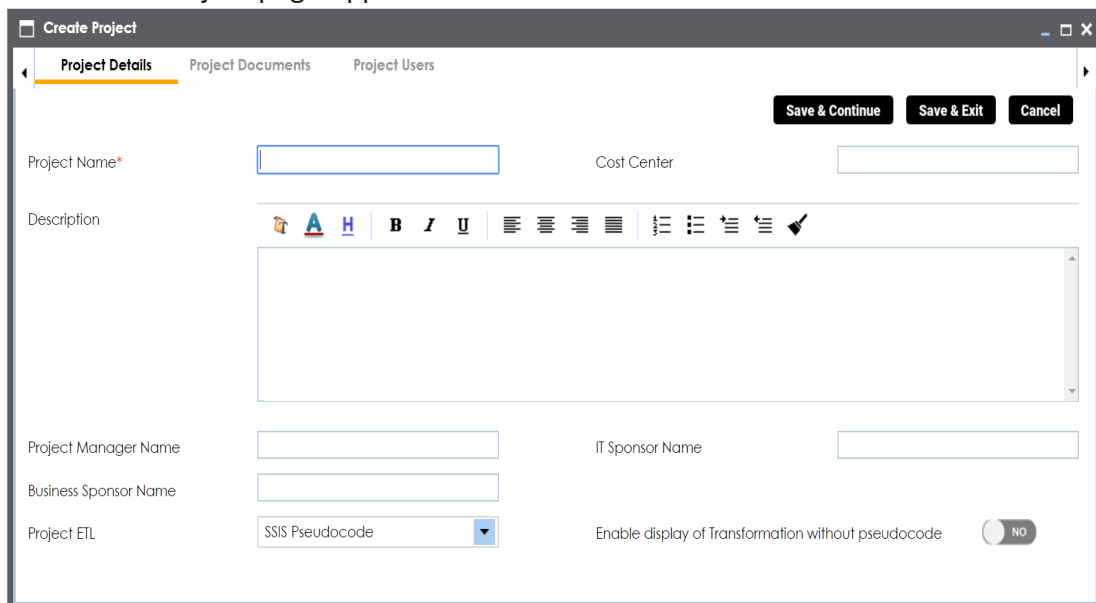 Create Project
Project Details Project Documents Project Users
Save & Continue Save & Exit Cancel
Project Name* Cost Center
Description A H B I U
Project Manager Name IT Sponsor Name
Business Sponsor Name
Project ETL SSIS Pseudocode Enable display of Transformation without pseudocode NO